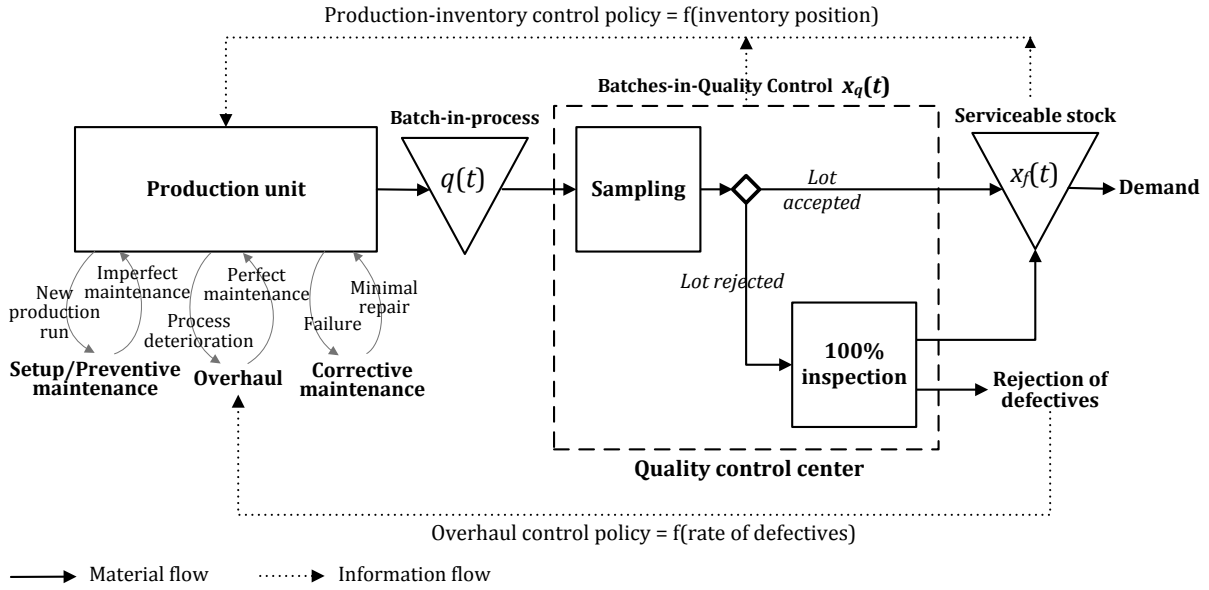 Production-inventory control policy = f(inventory position)
Batches-in-Quality Control x_q(t)
Batch-in-process
Serviceable stock
Production unit
q(t)
Sampling
Lot
accepted
x_f(t)
Demand
Lot rejected
New
production
run
Imperfect
maintenance
Process
deterioration
Perfect
maintenance
Failure
Minimal
repair
Setup/Preventive
maintenance
Overhaul
Corrective
maintenance
100%
inspection
Rejection of
defectives
Quality control center
Overhaul control policy = f(rate of defectives)
Material flow
Information flow